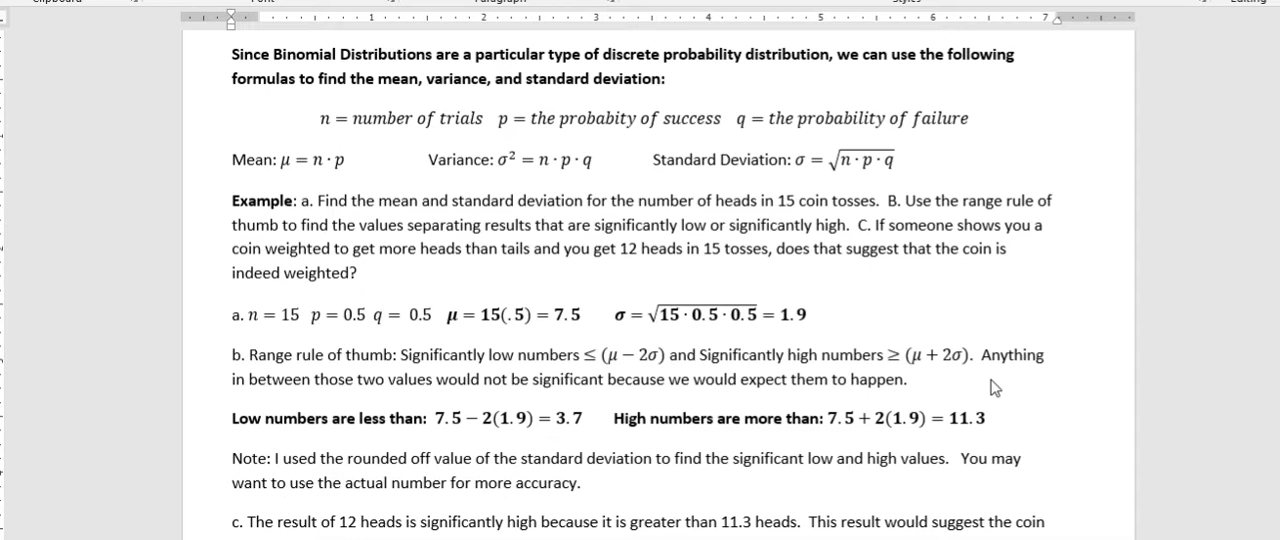 1 2 3 4 5 6 7
Since Binomial Distributions are a particular type of discrete probability distribution, we can use the following
formulas to find the mean, variance, and standard deviation:
n = number of trials p = the probabity of success q = the probability of failure
Mean: μ = n · p Variance: σ² = n · p · q Standard Deviation: σ = √(n · p · q)
Example: a. Find the mean and standard deviation for the number of heads in 15 coin tosses. B. Use the range rule of
thumb to find the values separating results that are significantly low or significantly high. C. If someone shows you a
coin weighted to get more heads than tails and you get 12 heads in 15 tosses, does that suggest that the coin is
indeed weighted?
a. n = 15 p = 0.5 q = 0.5 μ = 15(.5) = 7.5 σ = √(15 · 0.5 · 0.5) = 1.9
b. Range rule of thumb: Significantly low numbers ≤ (μ − 2σ) and Significantly high numbers ≥ (μ + 2σ). Anything
in between those two values would not be significant because we would expect them to happen.
Low numbers are less than: 7.5 − 2(1.9) = 3.7 High numbers are more than: 7.5 + 2(1.9) = 11.3
Note: I used the rounded off value of the standard deviation to find the significant low and high values. You may
want to use the actual number for more accuracy.
c. The result of 12 heads is significantly high because it is greater than 11.3 heads. This result would suggest the coin